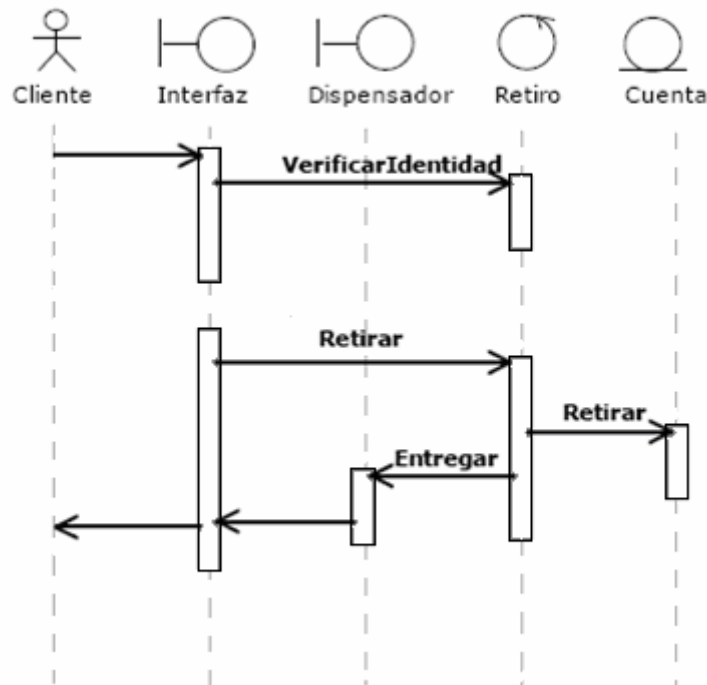 Cliente Interfaz Dispensador Retiro Cuenta
VerificarIdentidad
Retirar
Retirar
Entregar